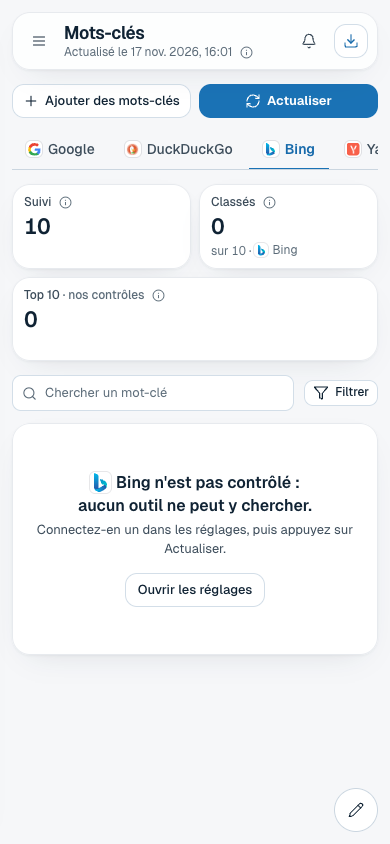 Mots-clés
Actualisé le 17 nov. 2026, 16:01
Ajouter des mots-clés
Actualiser
Google
DuckDuckGo
Bing
Suivi
10
Classés
0
sur 10 · Bing
Top 10 · nos contrôles
0
Chercher un mot-clé
Filtrer
Bing n'est pas contrôlé :
aucun outil ne peut y chercher.
Connectez-en un dans les réglages, puis appuyez sur
Actualiser.
Ouvrir les réglages